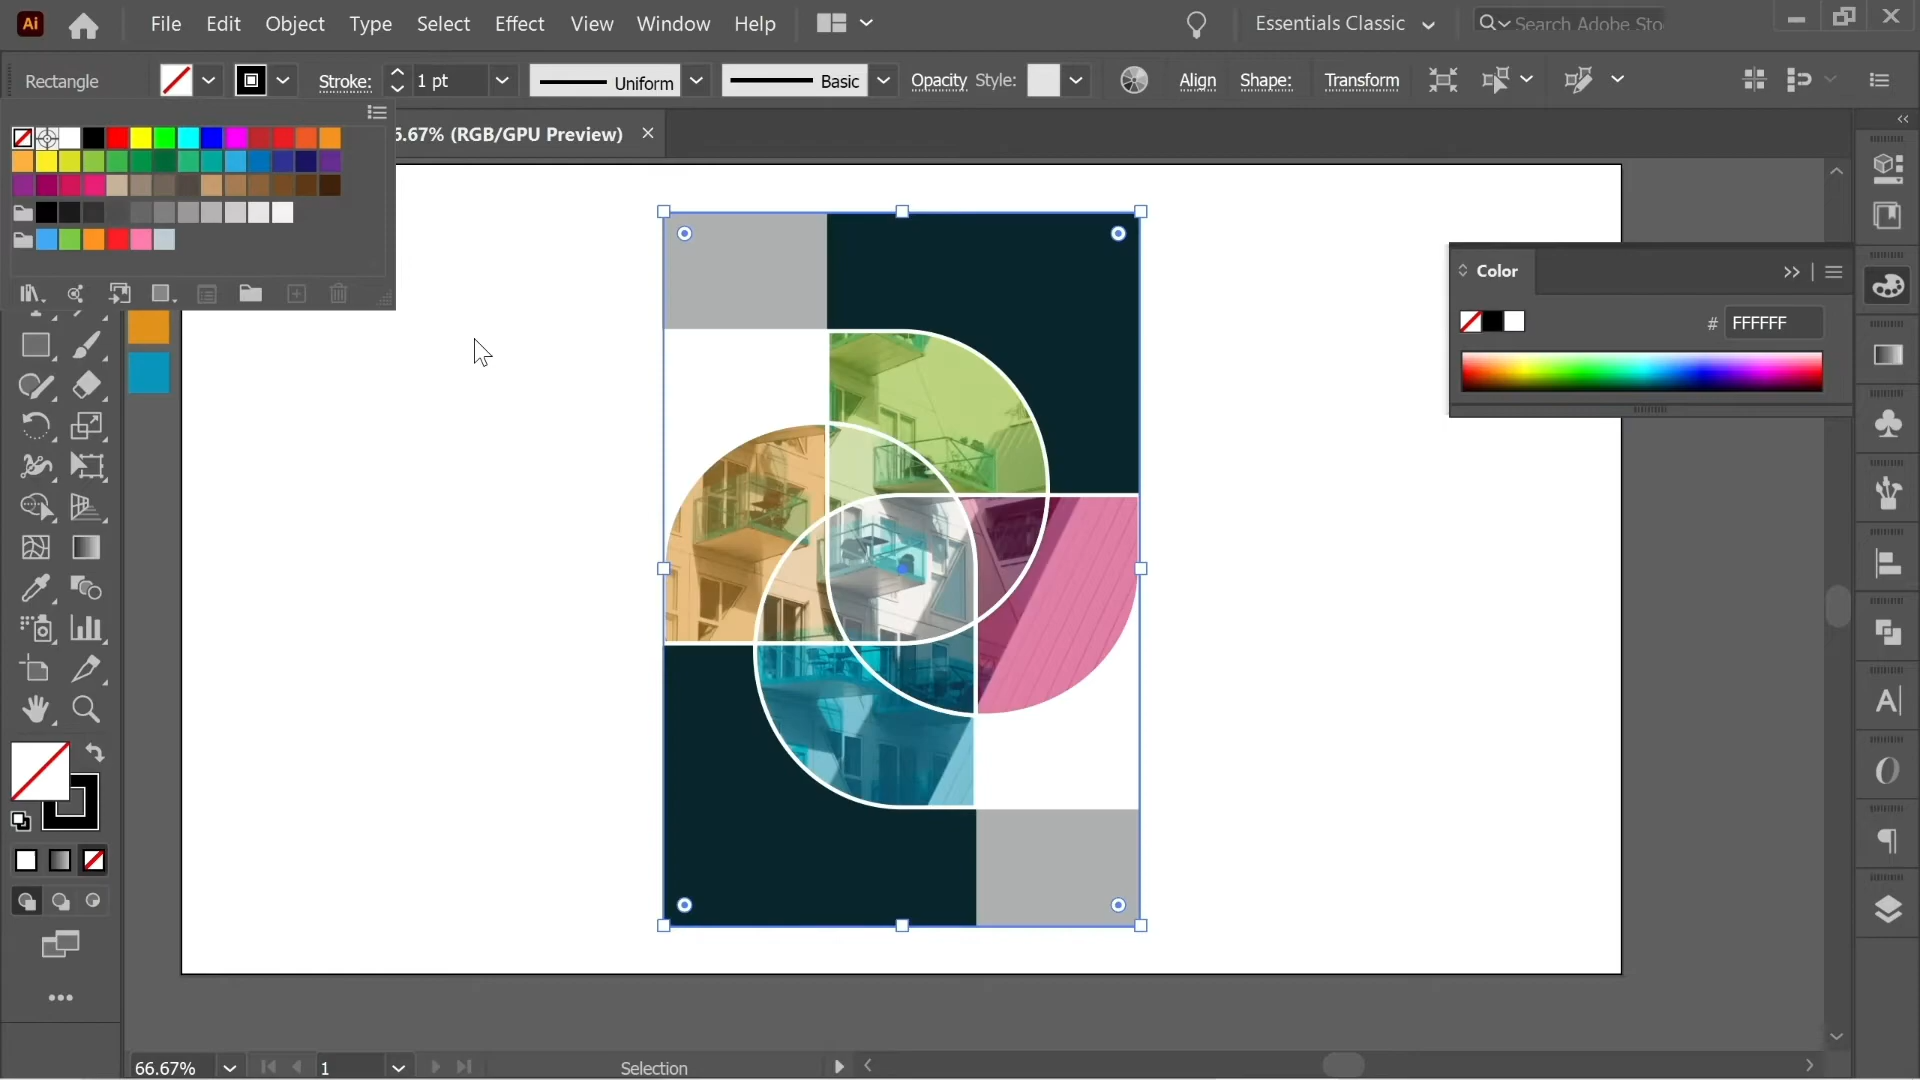 Ai File Edit Object Type Select Effect View Window Help Essentials Classic Search Adobe Sto
Rectangle Stroke: 1 pt Uniform Basic Opacity Style: Align Shape: Transform
6.67% (RGB/GPU Preview) ×
Color
# FFFFFF
66.67% 1 Selection